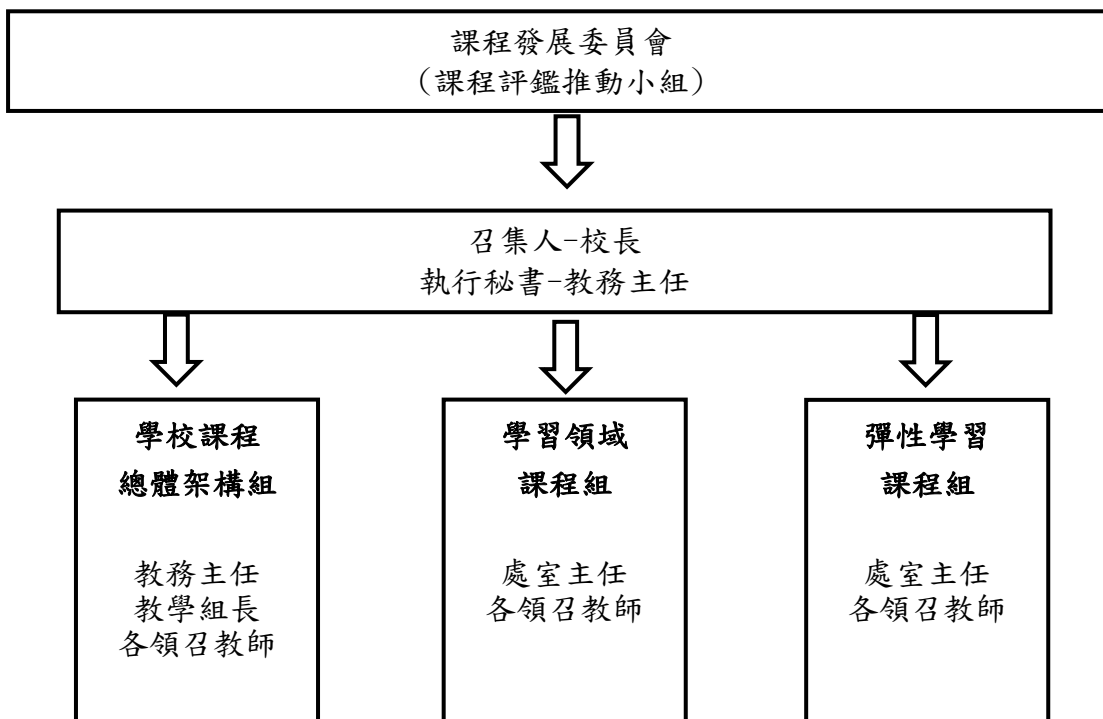 課程發展委員會
(課程評鑑推動小組)
召集人-校長
執行秘書-教務主任
學校課程
總體架構組
教務主任
教學組長
各領召教師
學習領域
課程組
處室主任
各領召教師
彈性學習
課程組
處室主任
各領召教師